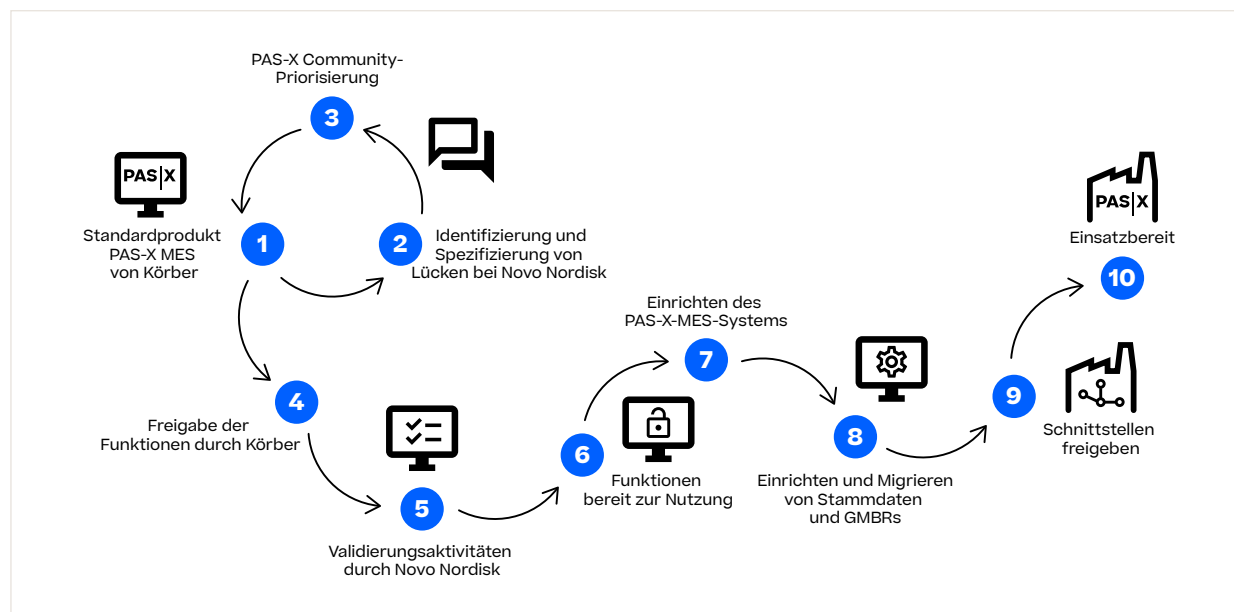 PAS-X Community-
Priorisierung
3
PAS|X
1
Standardprodukt
PAS-X MES
von Körber
2
Identifizierung und
Spezifizierung von
Lücken bei Novo Nordisk
4
Freigabe der
Funktionen durch Körber
5
Validierungsaktivitäten
durch Novo Nordisk
6
Funktionen
bereit zur Nutzung
Einrichten des
PAS-X-MES-Systems
7
8
Einrichten und Migrieren
von Stammdaten
und GMBRs
9
Schnittstellen
freigeben
PAS|X
Einsatzbereit
10